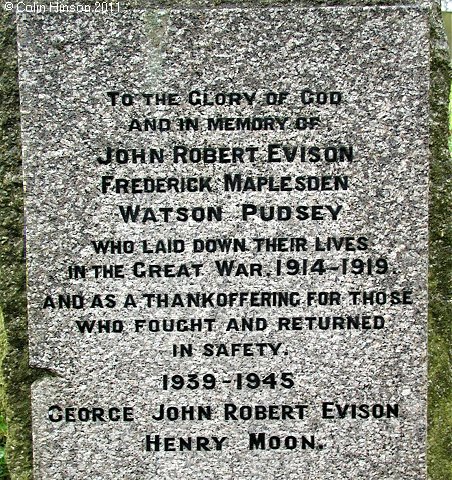 © Colin Hinson 2011
TO THE GLORY OF GOD
AND IN MEMORY OF
JOHN ROBERT EVISON
FREDERICK MAPLESDEN
WATSON PUDSEY
WHO LAID DOWN THEIR LIVES
IN THE GREAT WAR. 1914-1919.
AND AS A THANKOFFERING FOR THOSE
WHO FOUGHT AND RETURNED
IN SAFETY.
1939-1945
GEORGE JOHN ROBERT EVISON
HENRY MOON.